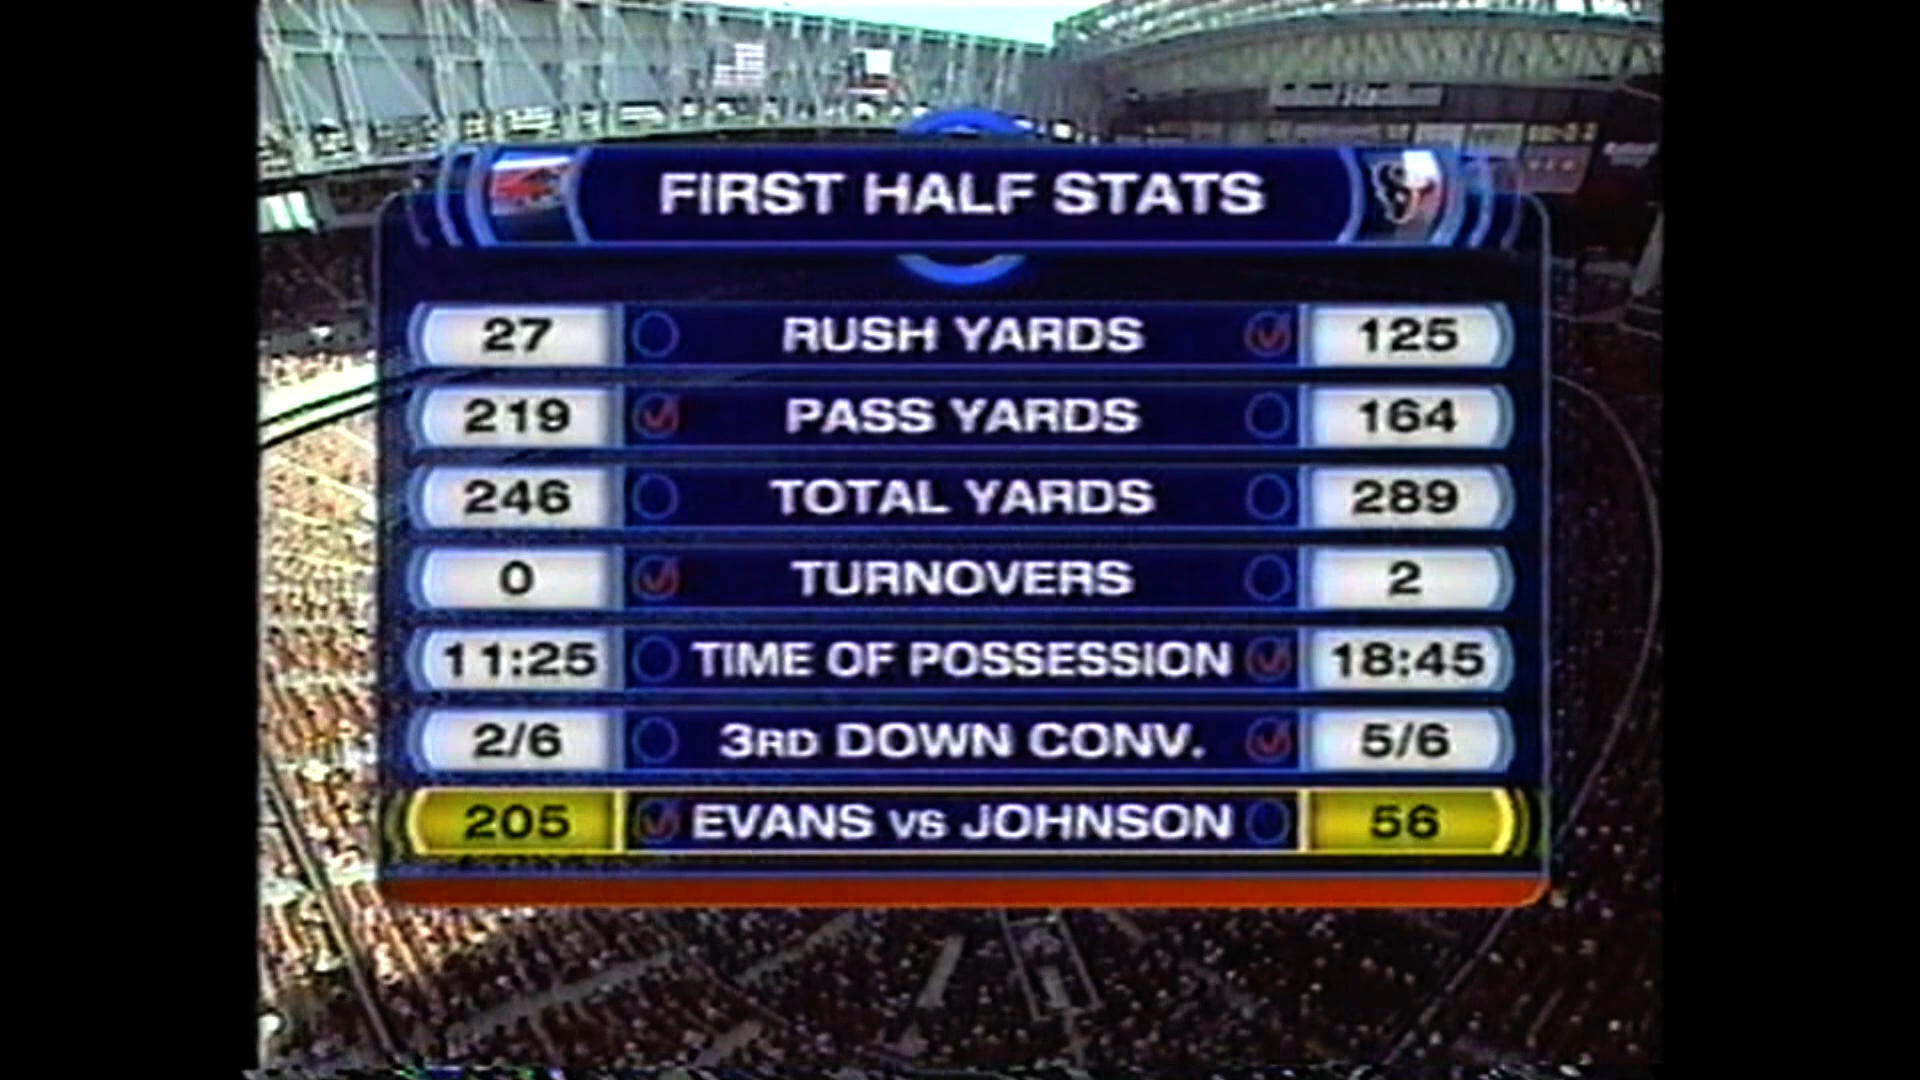 FIRST HALF STATS
27 RUSH YARDS 125
219 PASS YARDS 164
246 TOTAL YARDS 289
0 TURNOVERS 2
11:25 TIME OF POSSESSION 18:45
2/6 3RD DOWN CONV. 5/6
205 EVANS VS JOHNSON 56